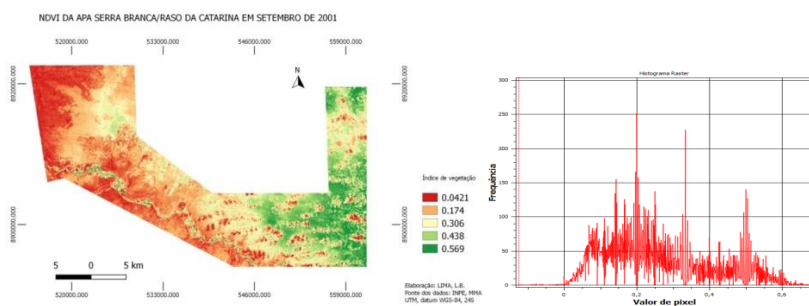 NDVI DA APA SERRA BRANCA/RASO DA CATARINA EM SETEMBRO DE 2001
520000.000 533000.000 546000.000 559000.000
8920000.000 8920000.000
N
8900000.000 8900000.000
Índice de vegetação
0.0421
0.174
0.306
0.438
0.569
5 0 5 km
520000.000 533000.000 546000.000 559000.000
Elaboração: LIMA, L.B.
Fonte dos dados: INPE, MMA
UTM, datum WGS-84, 24S
Histograma Raster
Frequência
300
250
200
150
100
50
0
0 0,2 0,4 0,6
Valor de pixel